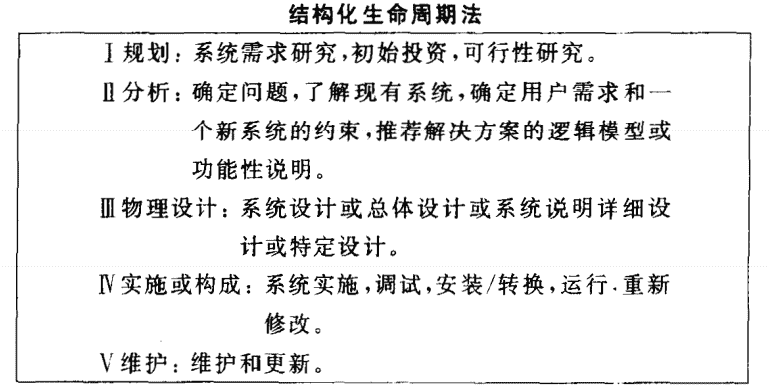 结构化生命周期法
Ⅰ规划：系统需求研究，初始投资，可行性研究。
Ⅱ分析：确定问题，了解现有系统，确定用户需求和一
个新系统的约束，推荐解决方案的逻辑模型或
功能性说明。
Ⅲ物理设计：系统设计或总体设计或系统说明详细设
计或特定设计。
Ⅳ实施或构成：系统实施，调试，安装/转换，运行．重新
修改。
Ⅴ维护：维护和更新。